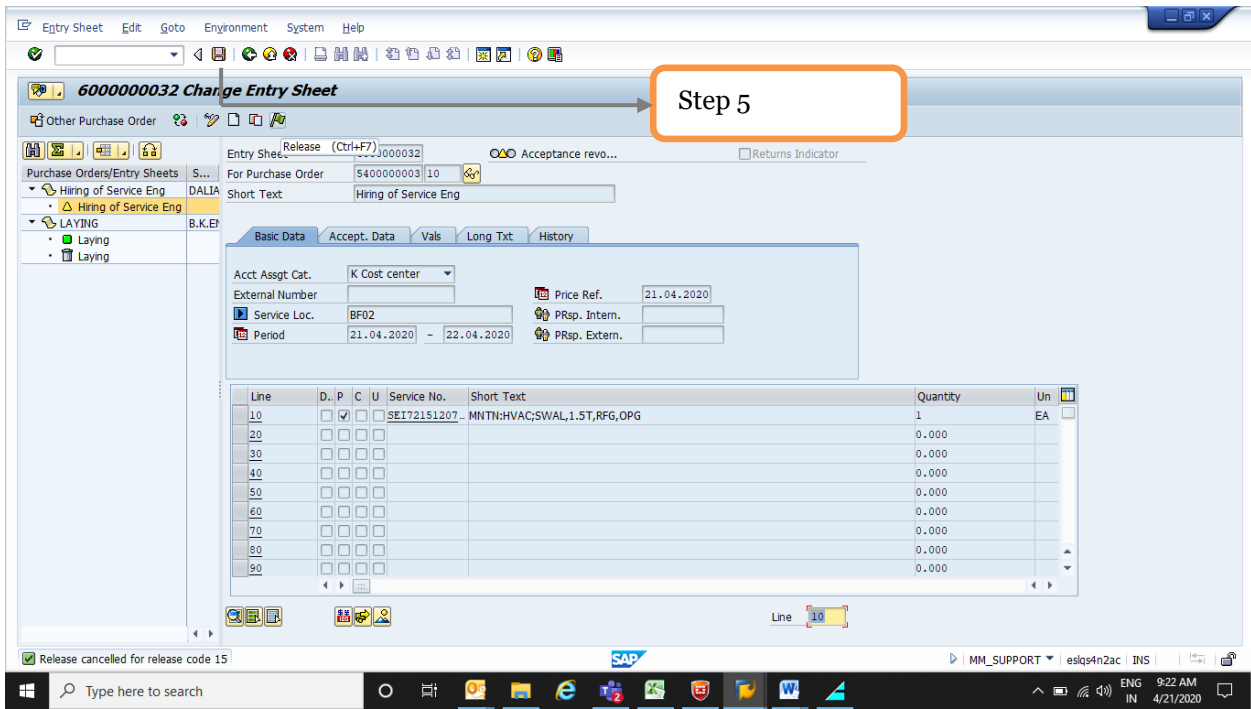 Entry Sheet Edit Goto Environment System Help
6000000032 Change Entry Sheet
Step 5
Other Purchase Order
Release (Ctrl+F7)
Purchase Orders/Entry Sheets S...
Hiring of Service Eng DALIA
Hiring of Service Eng
LAYING B.K.EN
Laying
Laying
Entry Sheet 0000032 Acceptance revo... Returns Indicator
For Purchase Order 5400000003 10
Short Text Hiring of Service Eng
Basic Data Accept. Data Vals Long Txt History
Acct Assgt Cat. K Cost center
External Number Price Ref. 21.04.2020
Service Loc. BF02 PRsp. Intern.
Period 21.04.2020 - 22.04.2020 PRsp. Extern.
Line D.. P C U Service No. Short Text Quantity Un
10 SEI72151207... MNTN:HVAC;SWAL,1.5T,RFG,OPG 1 EA
20 0.000
30 0.000
40 0.000
50 0.000
60 0.000
70 0.000
80 0.000
90 0.000
Line 10
Release cancelled for release code 15 SAP MM_SUPPORT eslqs4n2ac INS
Type here to search ENG 9:22 AM
IN 4/21/2020